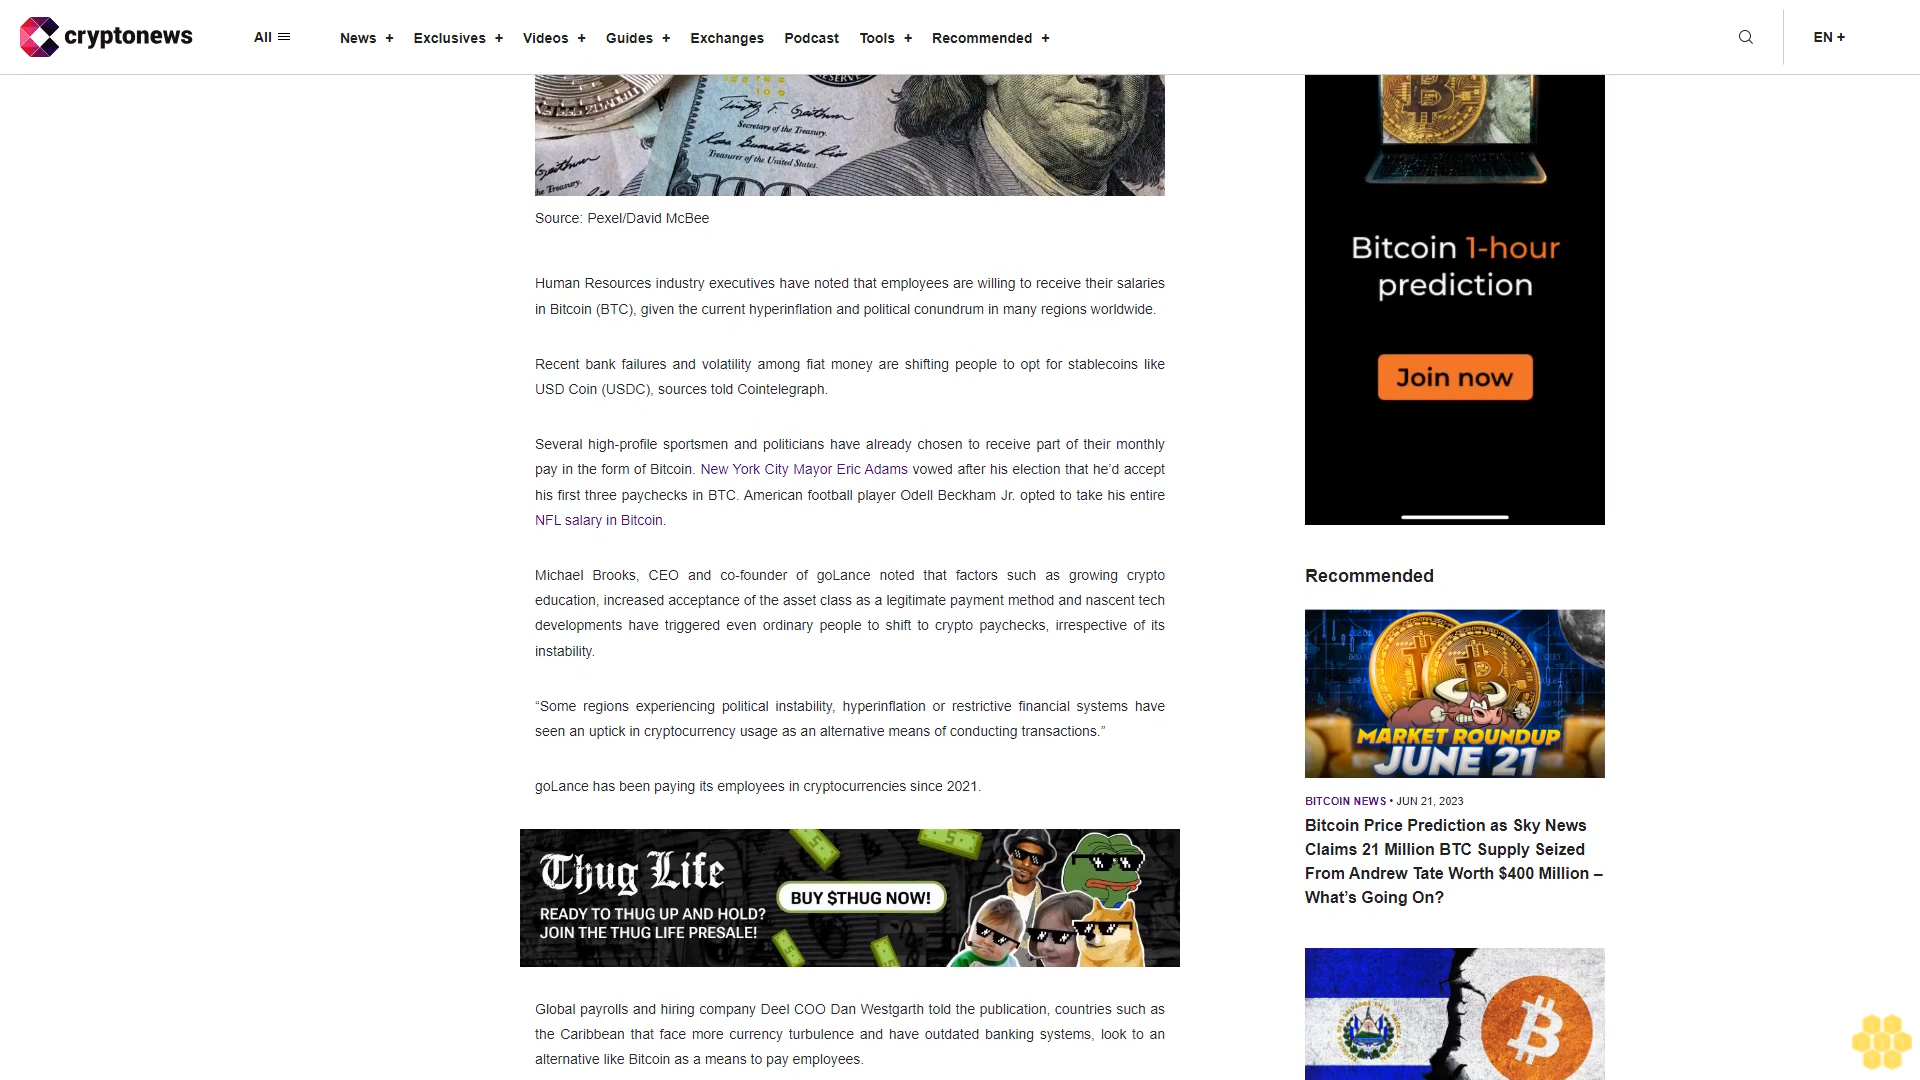 cryptonews
All
News +
Exclusives +
Videos +
Guides +
Exchanges
Podcast
Tools +
Recommended +
EN +
Secretary of the Treasury.
Treasurer of the United States.
he Treasury.
100
Source: Pexel/David McBee
Human Resources industry executives have noted that employees are willing to receive their salaries
in Bitcoin (BTC), given the current hyperinflation and political conundrum in many regions worldwide.
Recent bank failures and volatility among fiat money are shifting people to opt for stablecoins like
USD Coin (USDC), sources told Cointelegraph.
Several high-profile sportsmen and politicians have already chosen to receive part of their monthly
pay in the form of Bitcoin. New York City Mayor Eric Adams vowed after his election that he’d accept
his first three paychecks in BTC. American football player Odell Beckham Jr. opted to take his entire
NFL salary in Bitcoin.
Michael Brooks, CEO and co-founder of goLance noted that factors such as growing crypto
education, increased acceptance of the asset class as a legitimate payment method and nascent tech
developments have triggered even ordinary people to shift to crypto paychecks, irrespective of its
instability.
“Some regions experiencing political instability, hyperinflation or restrictive financial systems have
seen an uptick in cryptocurrency usage as an alternative means of conducting transactions.”
goLance has been paying its employees in cryptocurrencies since 2021.
Thug Life
READY TO THUG UP AND HOLD?
JOIN THE THUG LIFE PRESALE!
BUY $THUG NOW!
Global payrolls and hiring company Deel COO Dan Westgarth told the publication, countries such as
the Caribbean that face more currency turbulence and have outdated banking systems, look to an
alternative like Bitcoin as a means to pay employees.
Bitcoin 1-hour
prediction
Join now
Recommended
MARKET ROUNDUP
JUNE 21
BITCOIN NEWS • JUN 21, 2023
Bitcoin Price Prediction as Sky News
Claims 21 Million BTC Supply Seized
From Andrew Tate Worth $400 Million –
What’s Going On?